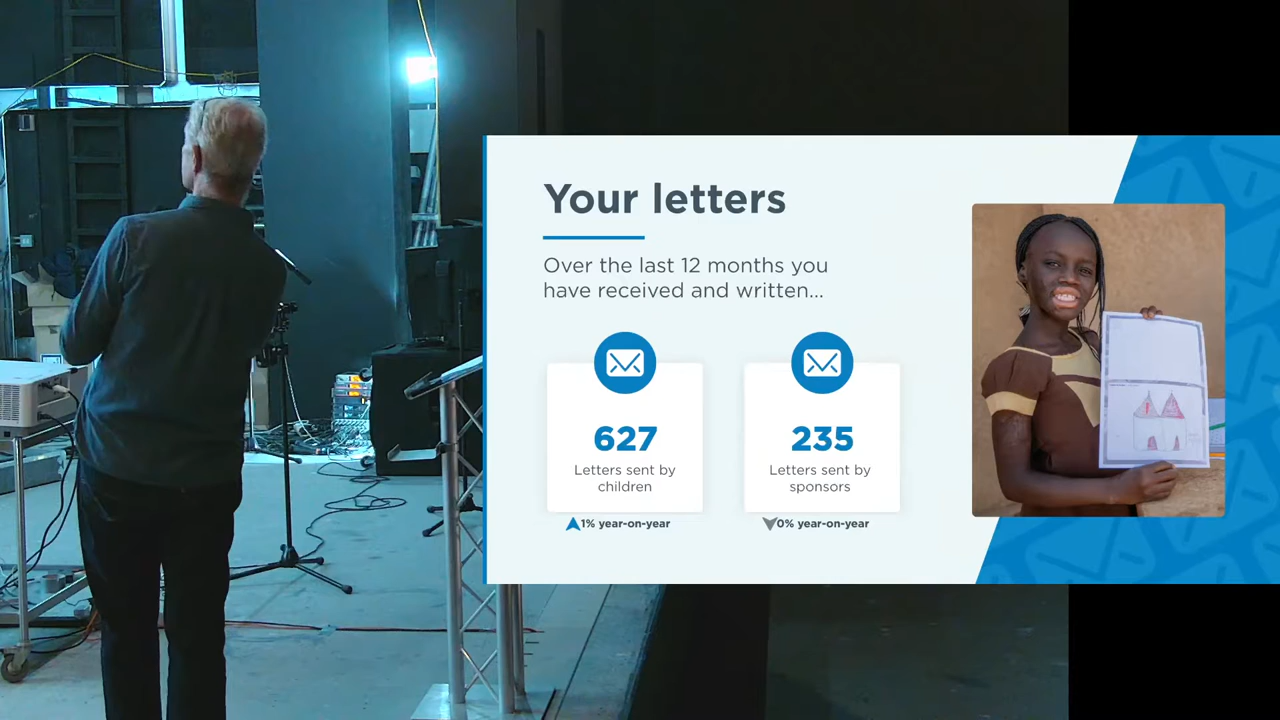 Your letters
Over the last 12 months you
have received and written...
627
Letters sent by
children
1% year-on-year
235
Letters sent by
sponsors
0% year-on-year